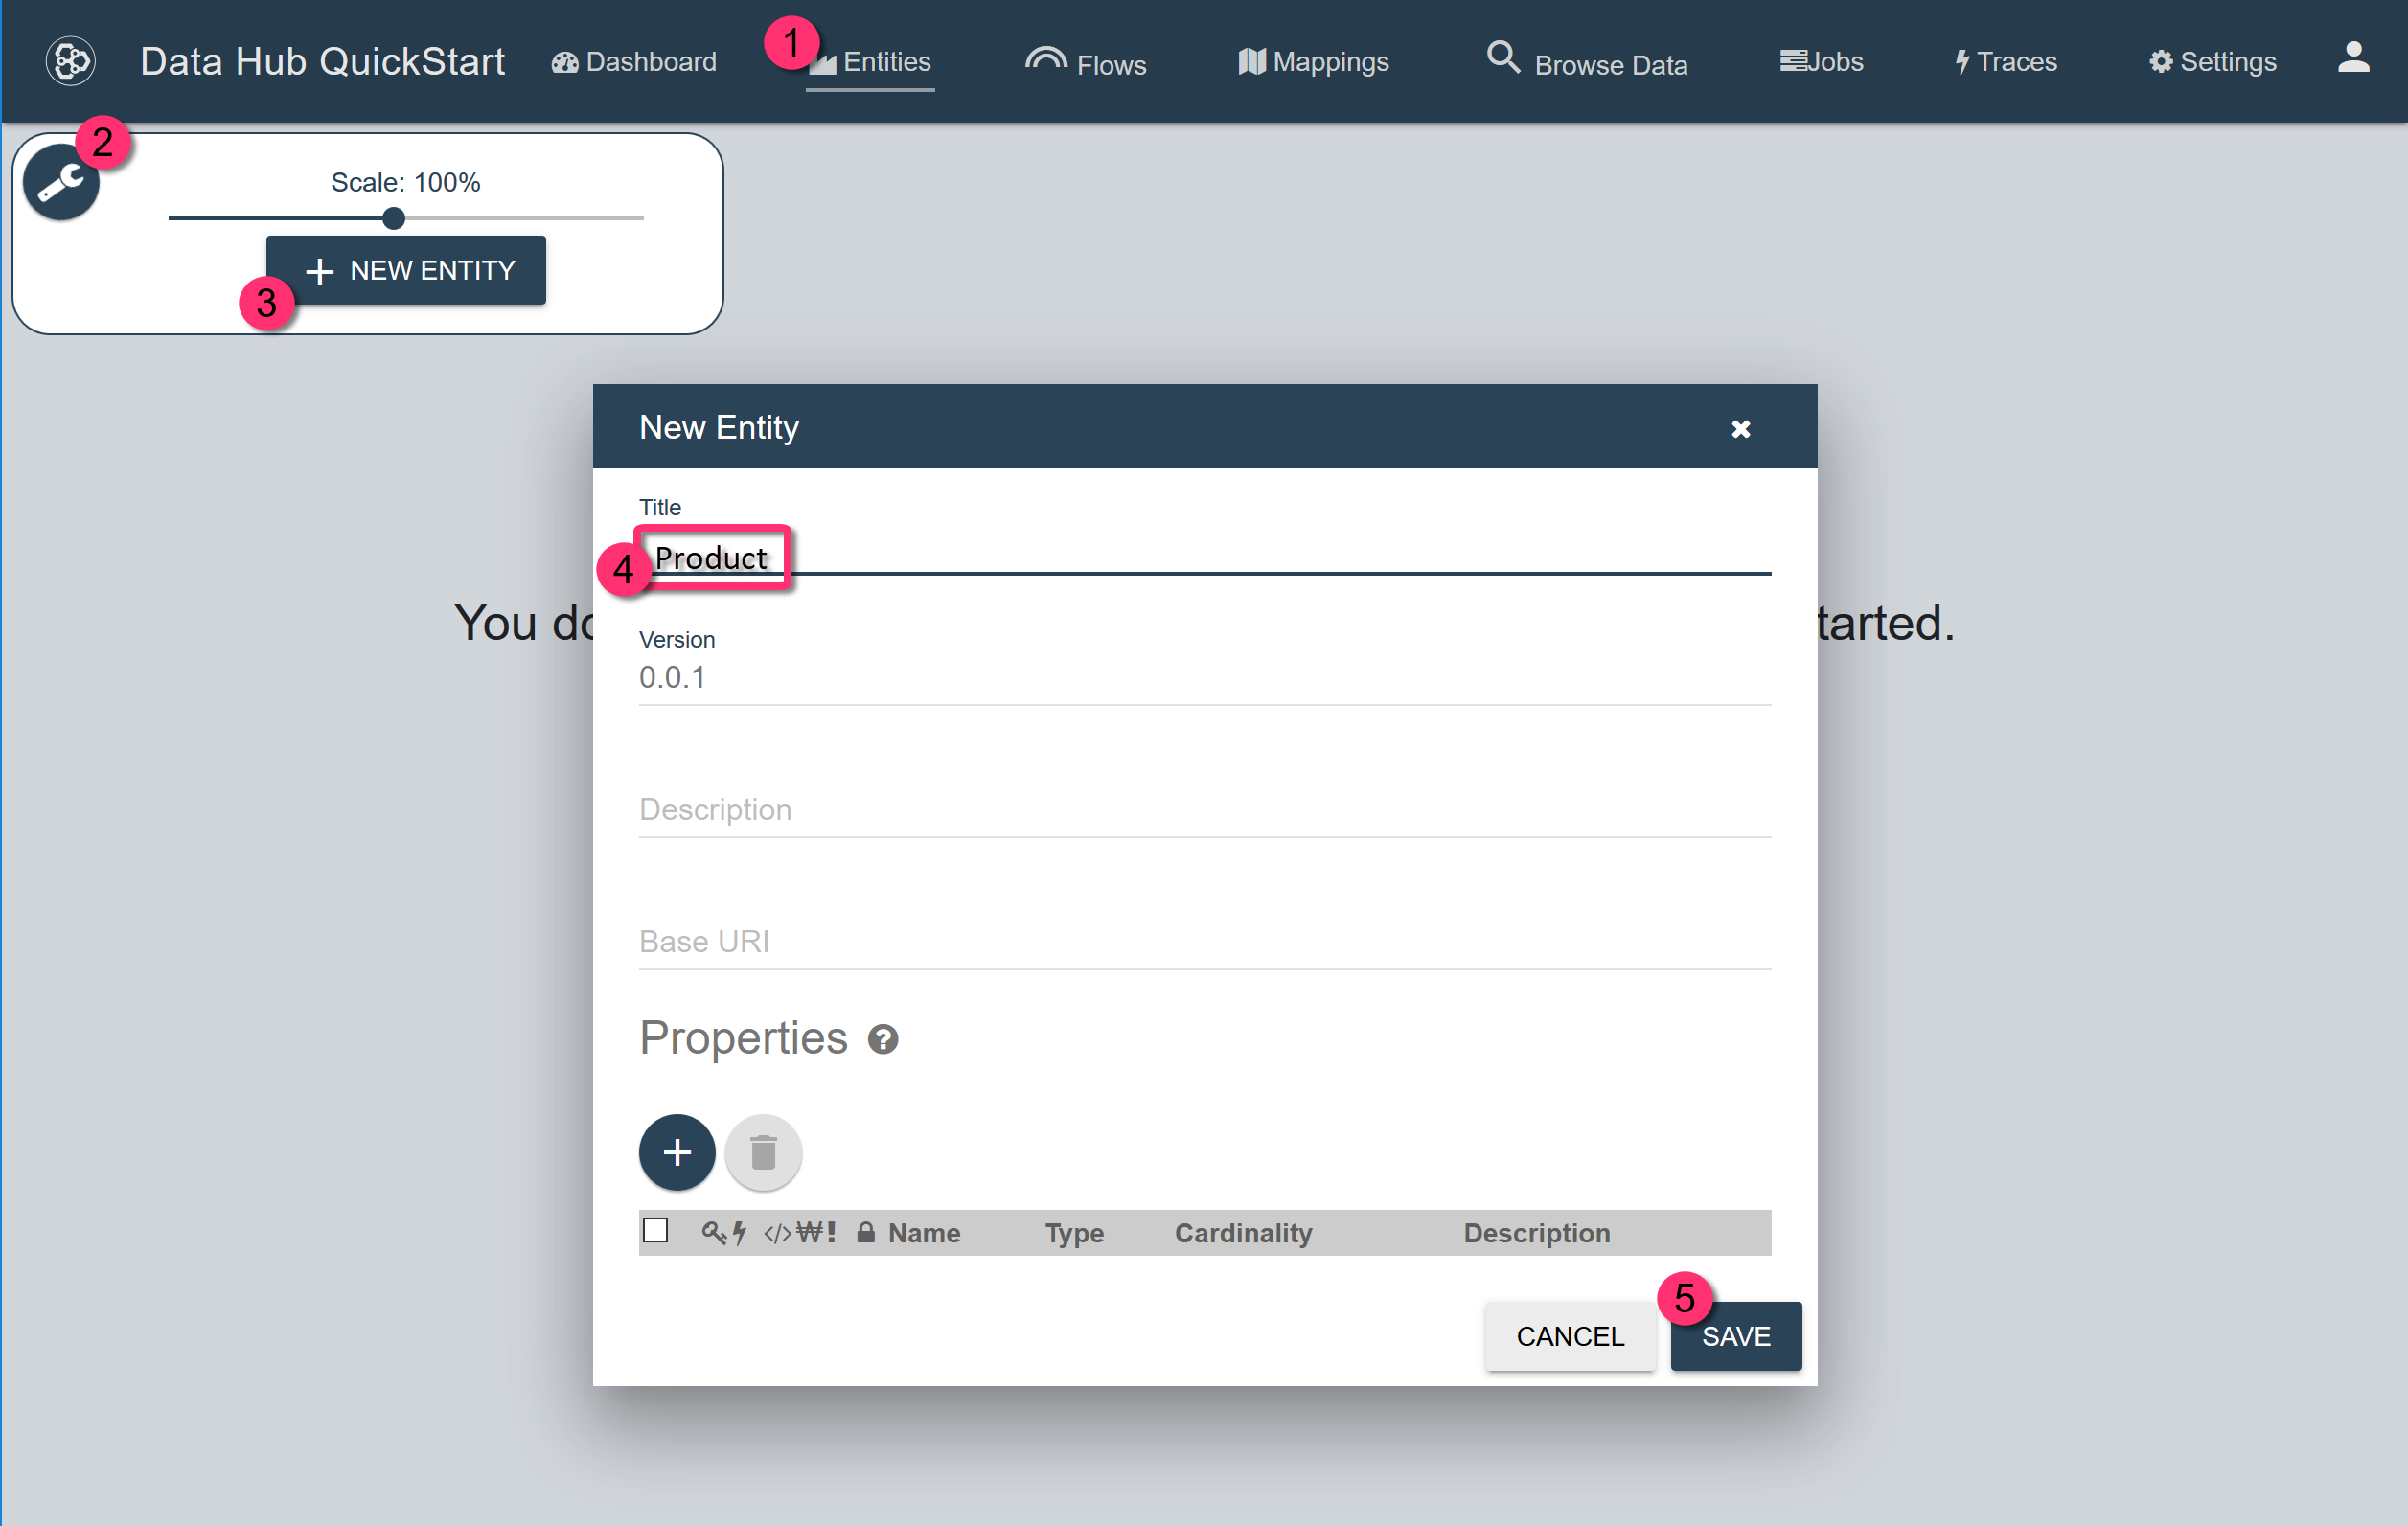 Data Hub QuickStart Dashboard 1 Entities Flows Mappings Browse Data Jobs Traces Settings
2
Scale: 100%
NEW ENTITY
3
New Entity
Title
4 Product
You do
tarted.
Version
0.0.1
Description
Base URI
Properties ?
Name Type Cardinality Description
5
CANCEL SAVE